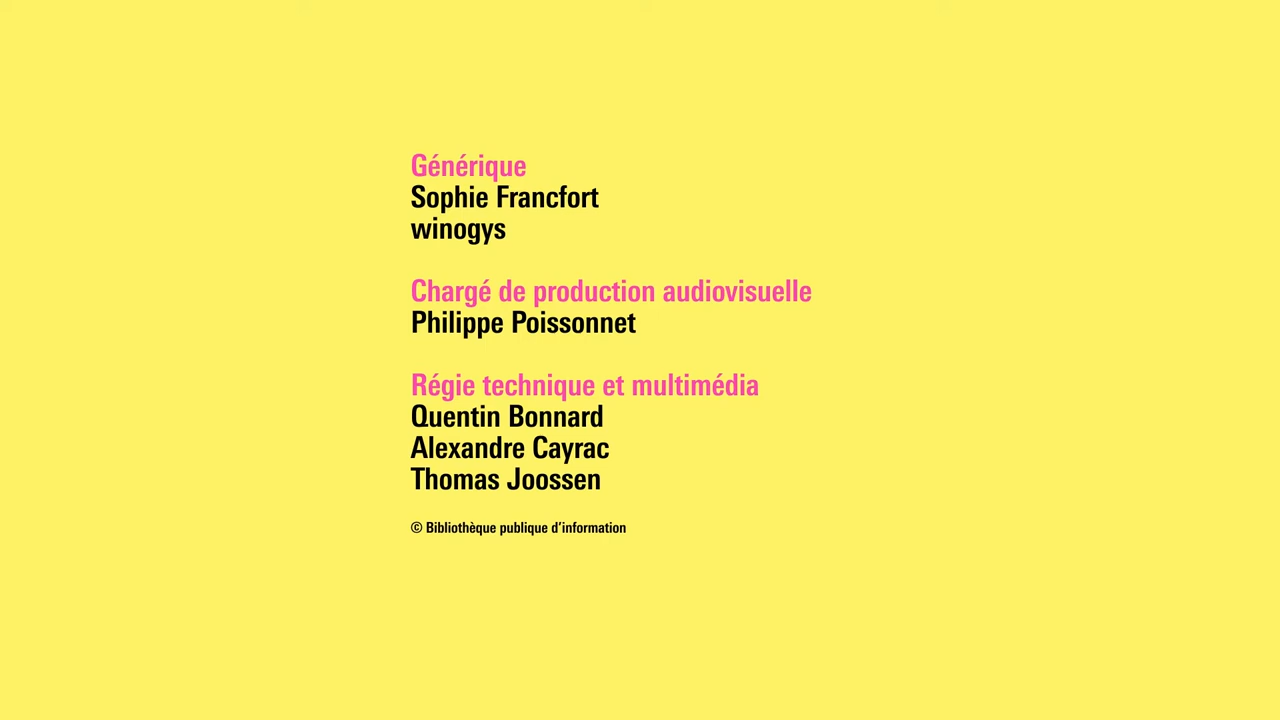 Générique
Sophie Francfort
winogys
Chargé de production audiovisuelle
Philippe Poissonnet
Régie technique et multimédia
Quentin Bonnard
Alexandre Cayrac
Thomas Joossen
© Bibliothèque publique d’information